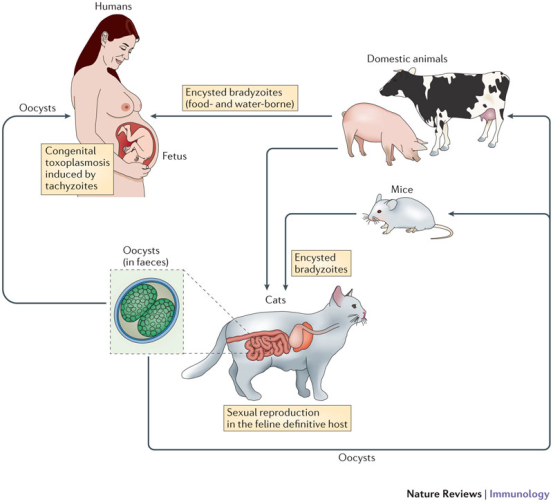 Humans
Domestic animals
Encysted bradyzoites
(food- and water-borne)
Oocysts
Congenital
toxoplasmosis
induced by
tachyzoites
Fetus
Mice
Oocysts
(in faeces)
Encysted
bradyzoites
Cats
Sexual reproduction
in the feline definitive host
Oocysts
Nature Reviews | Immunology